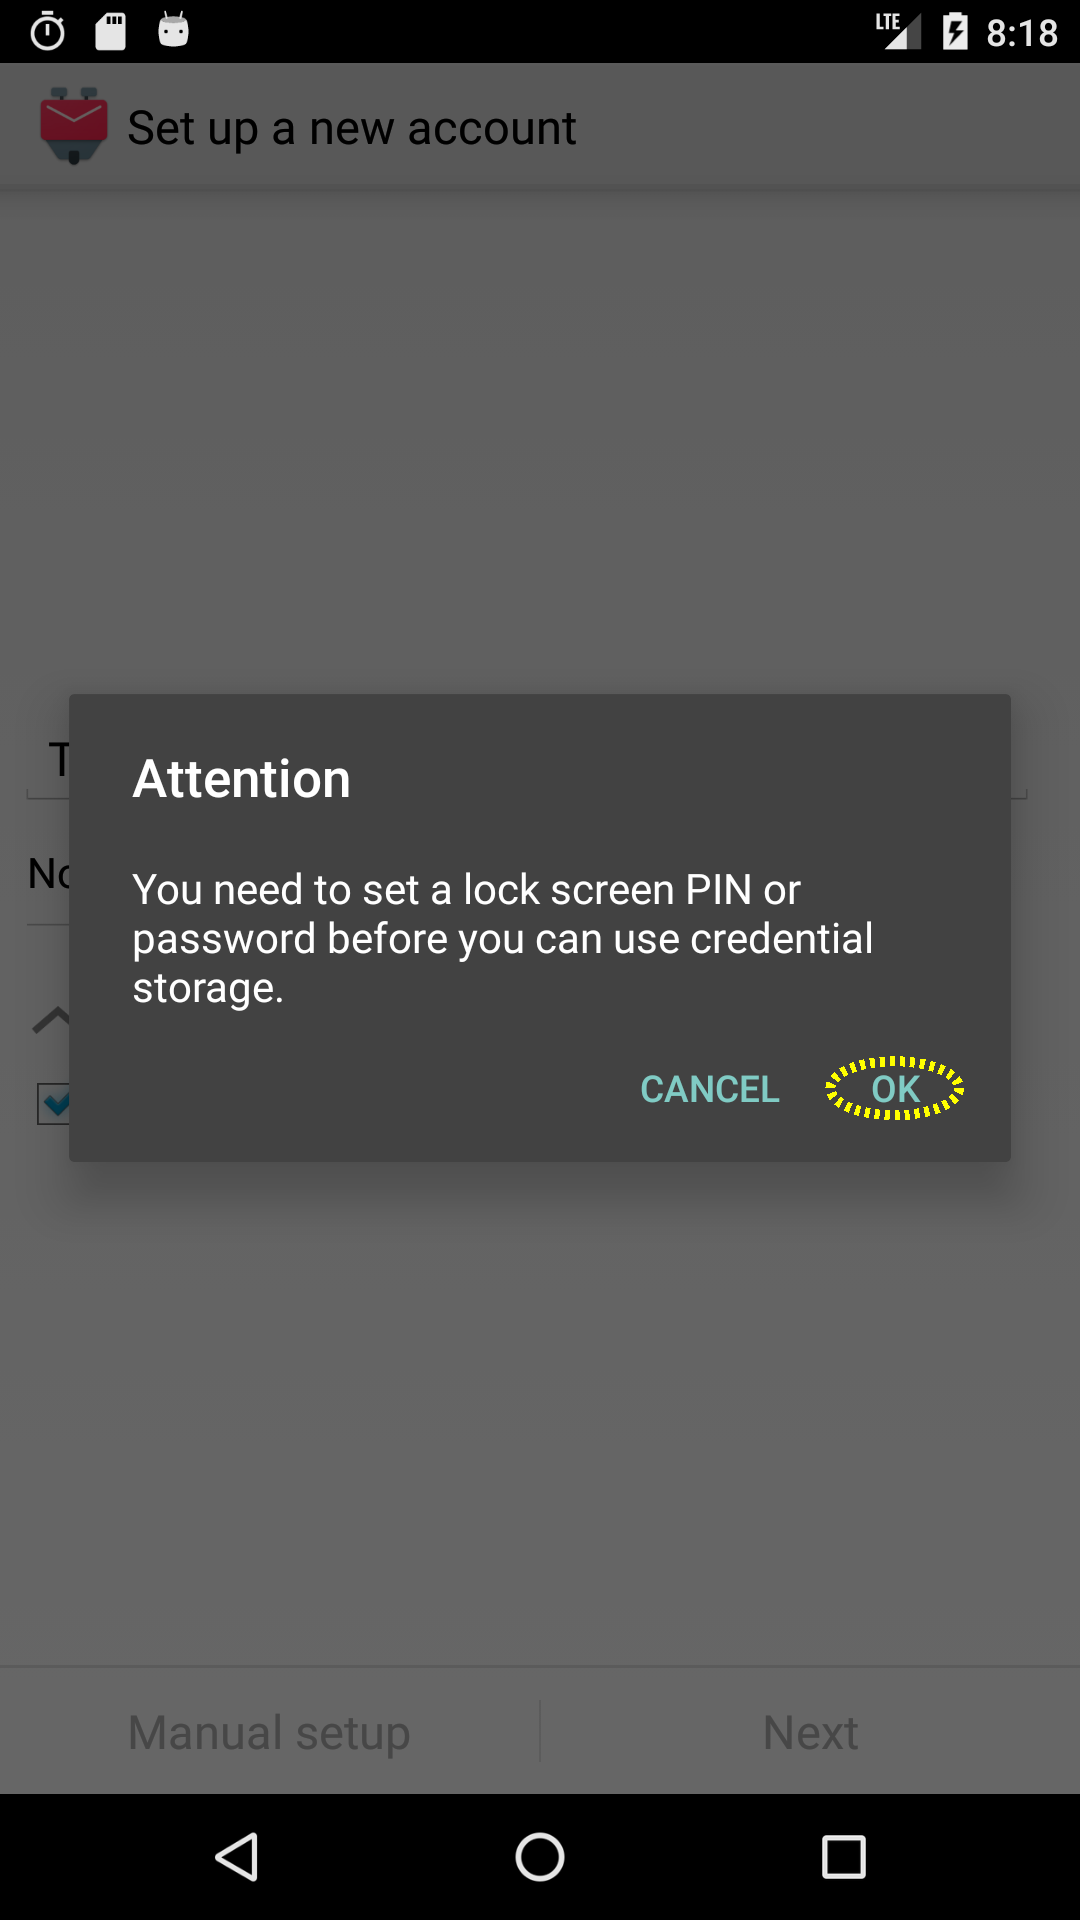 LTE 8:18
Set up a new account
T
No
Attention
You need to set a lock screen PIN or
password before you can use credential
storage.
CANCEL OK
Manual setup Next